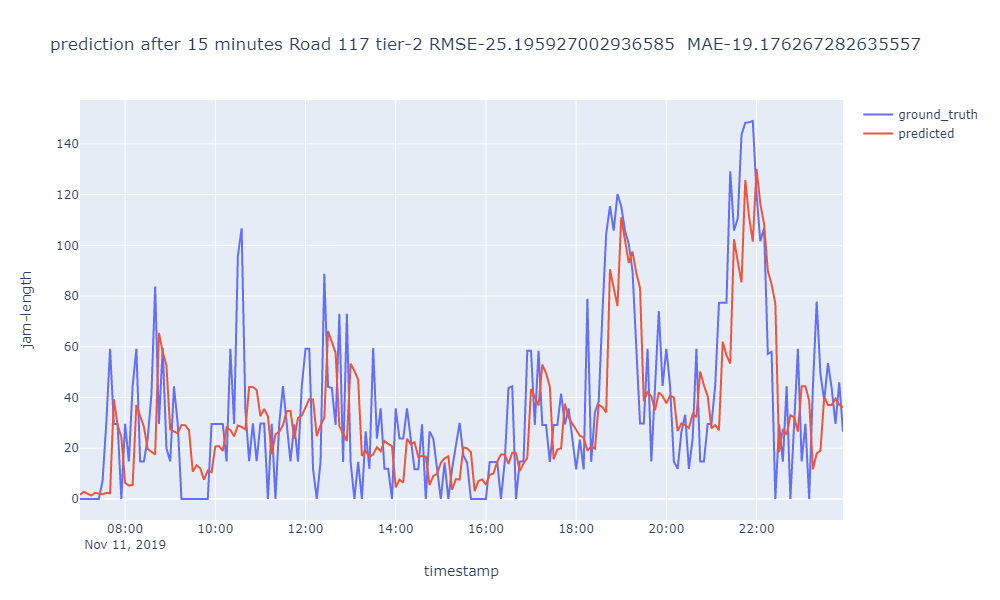 prediction after 15 minutes Road 117 tier-2 RMSE-25.195927002936585  MAE-19.176267282635557
ground_truth
predicted
140
120
100
80
60
40
20
0
jam-length
08:00 10:00 12:00 14:00 16:00 18:00 20:00 22:00
Nov 11, 2019
timestamp